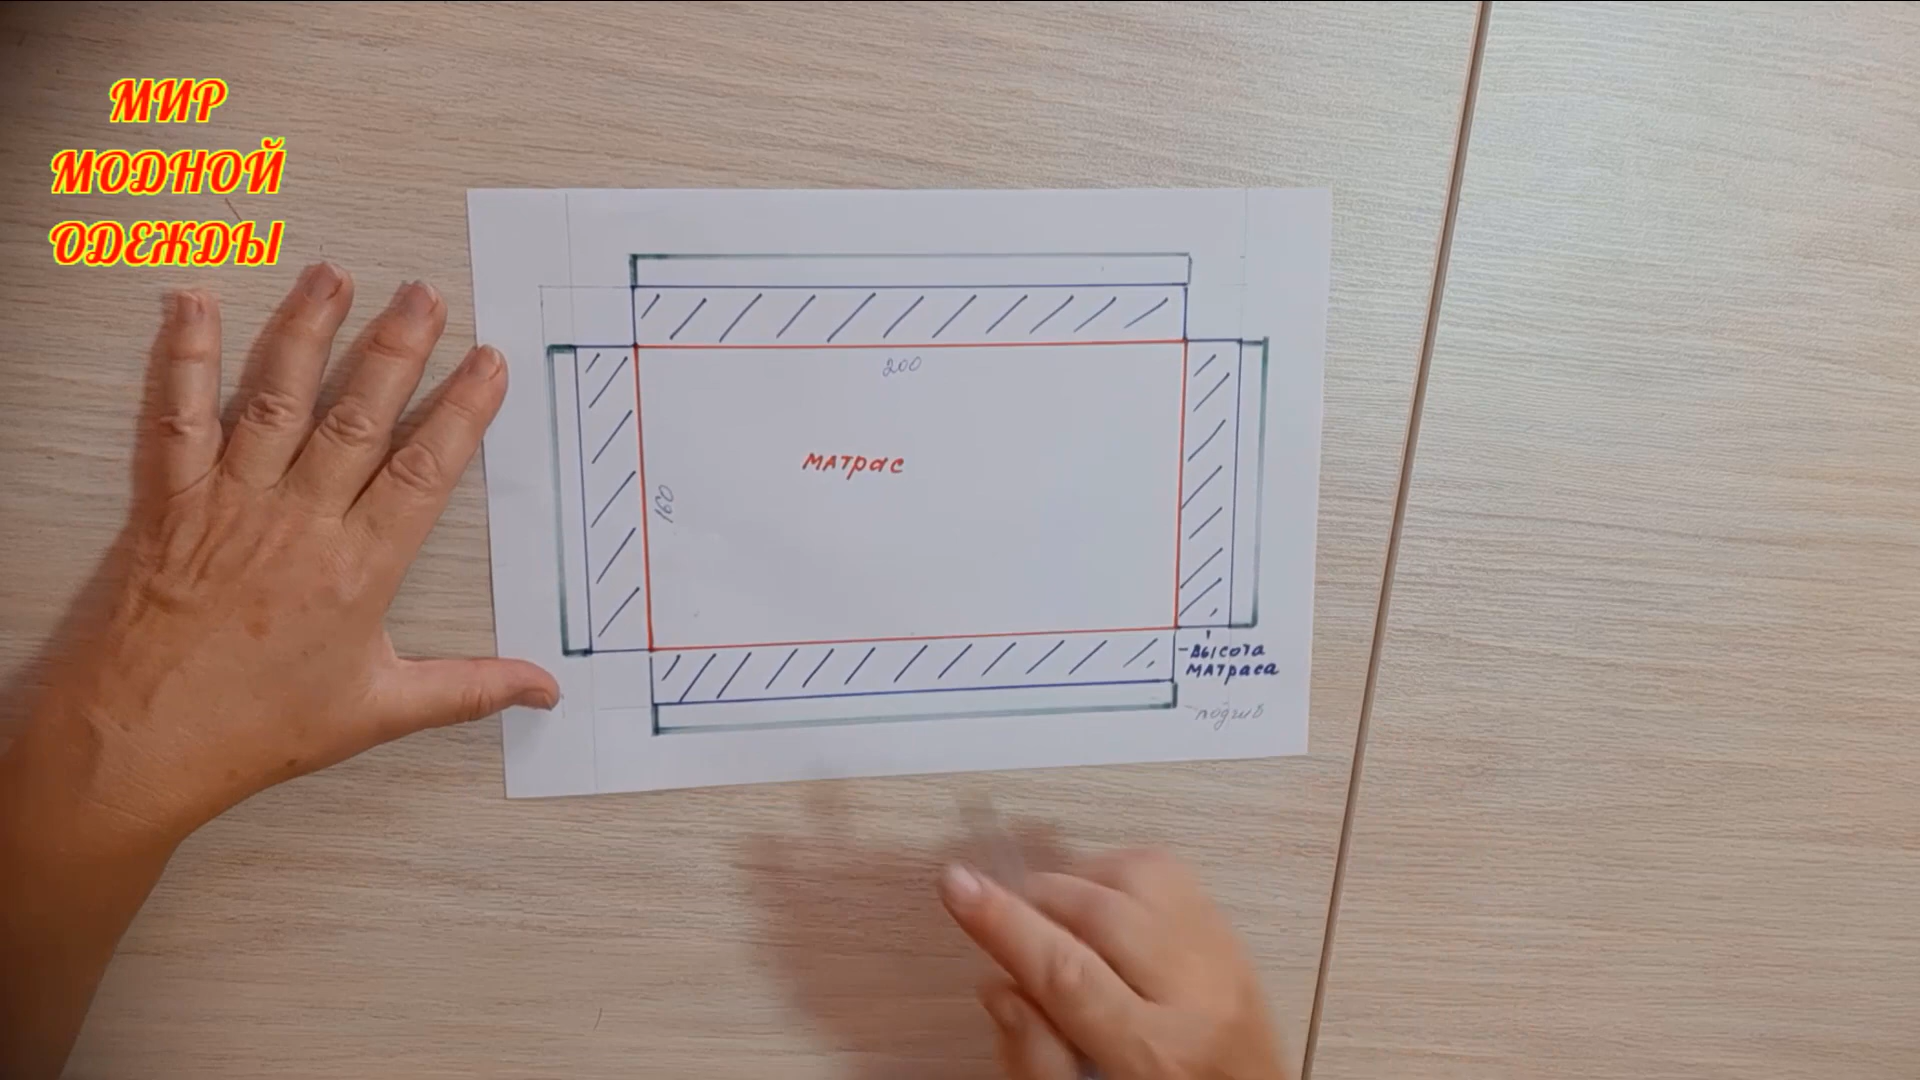 МИР
МОДНОЙ
ОДЕЖДЫ
200
матрас
160
-высота
матраса
подгиб